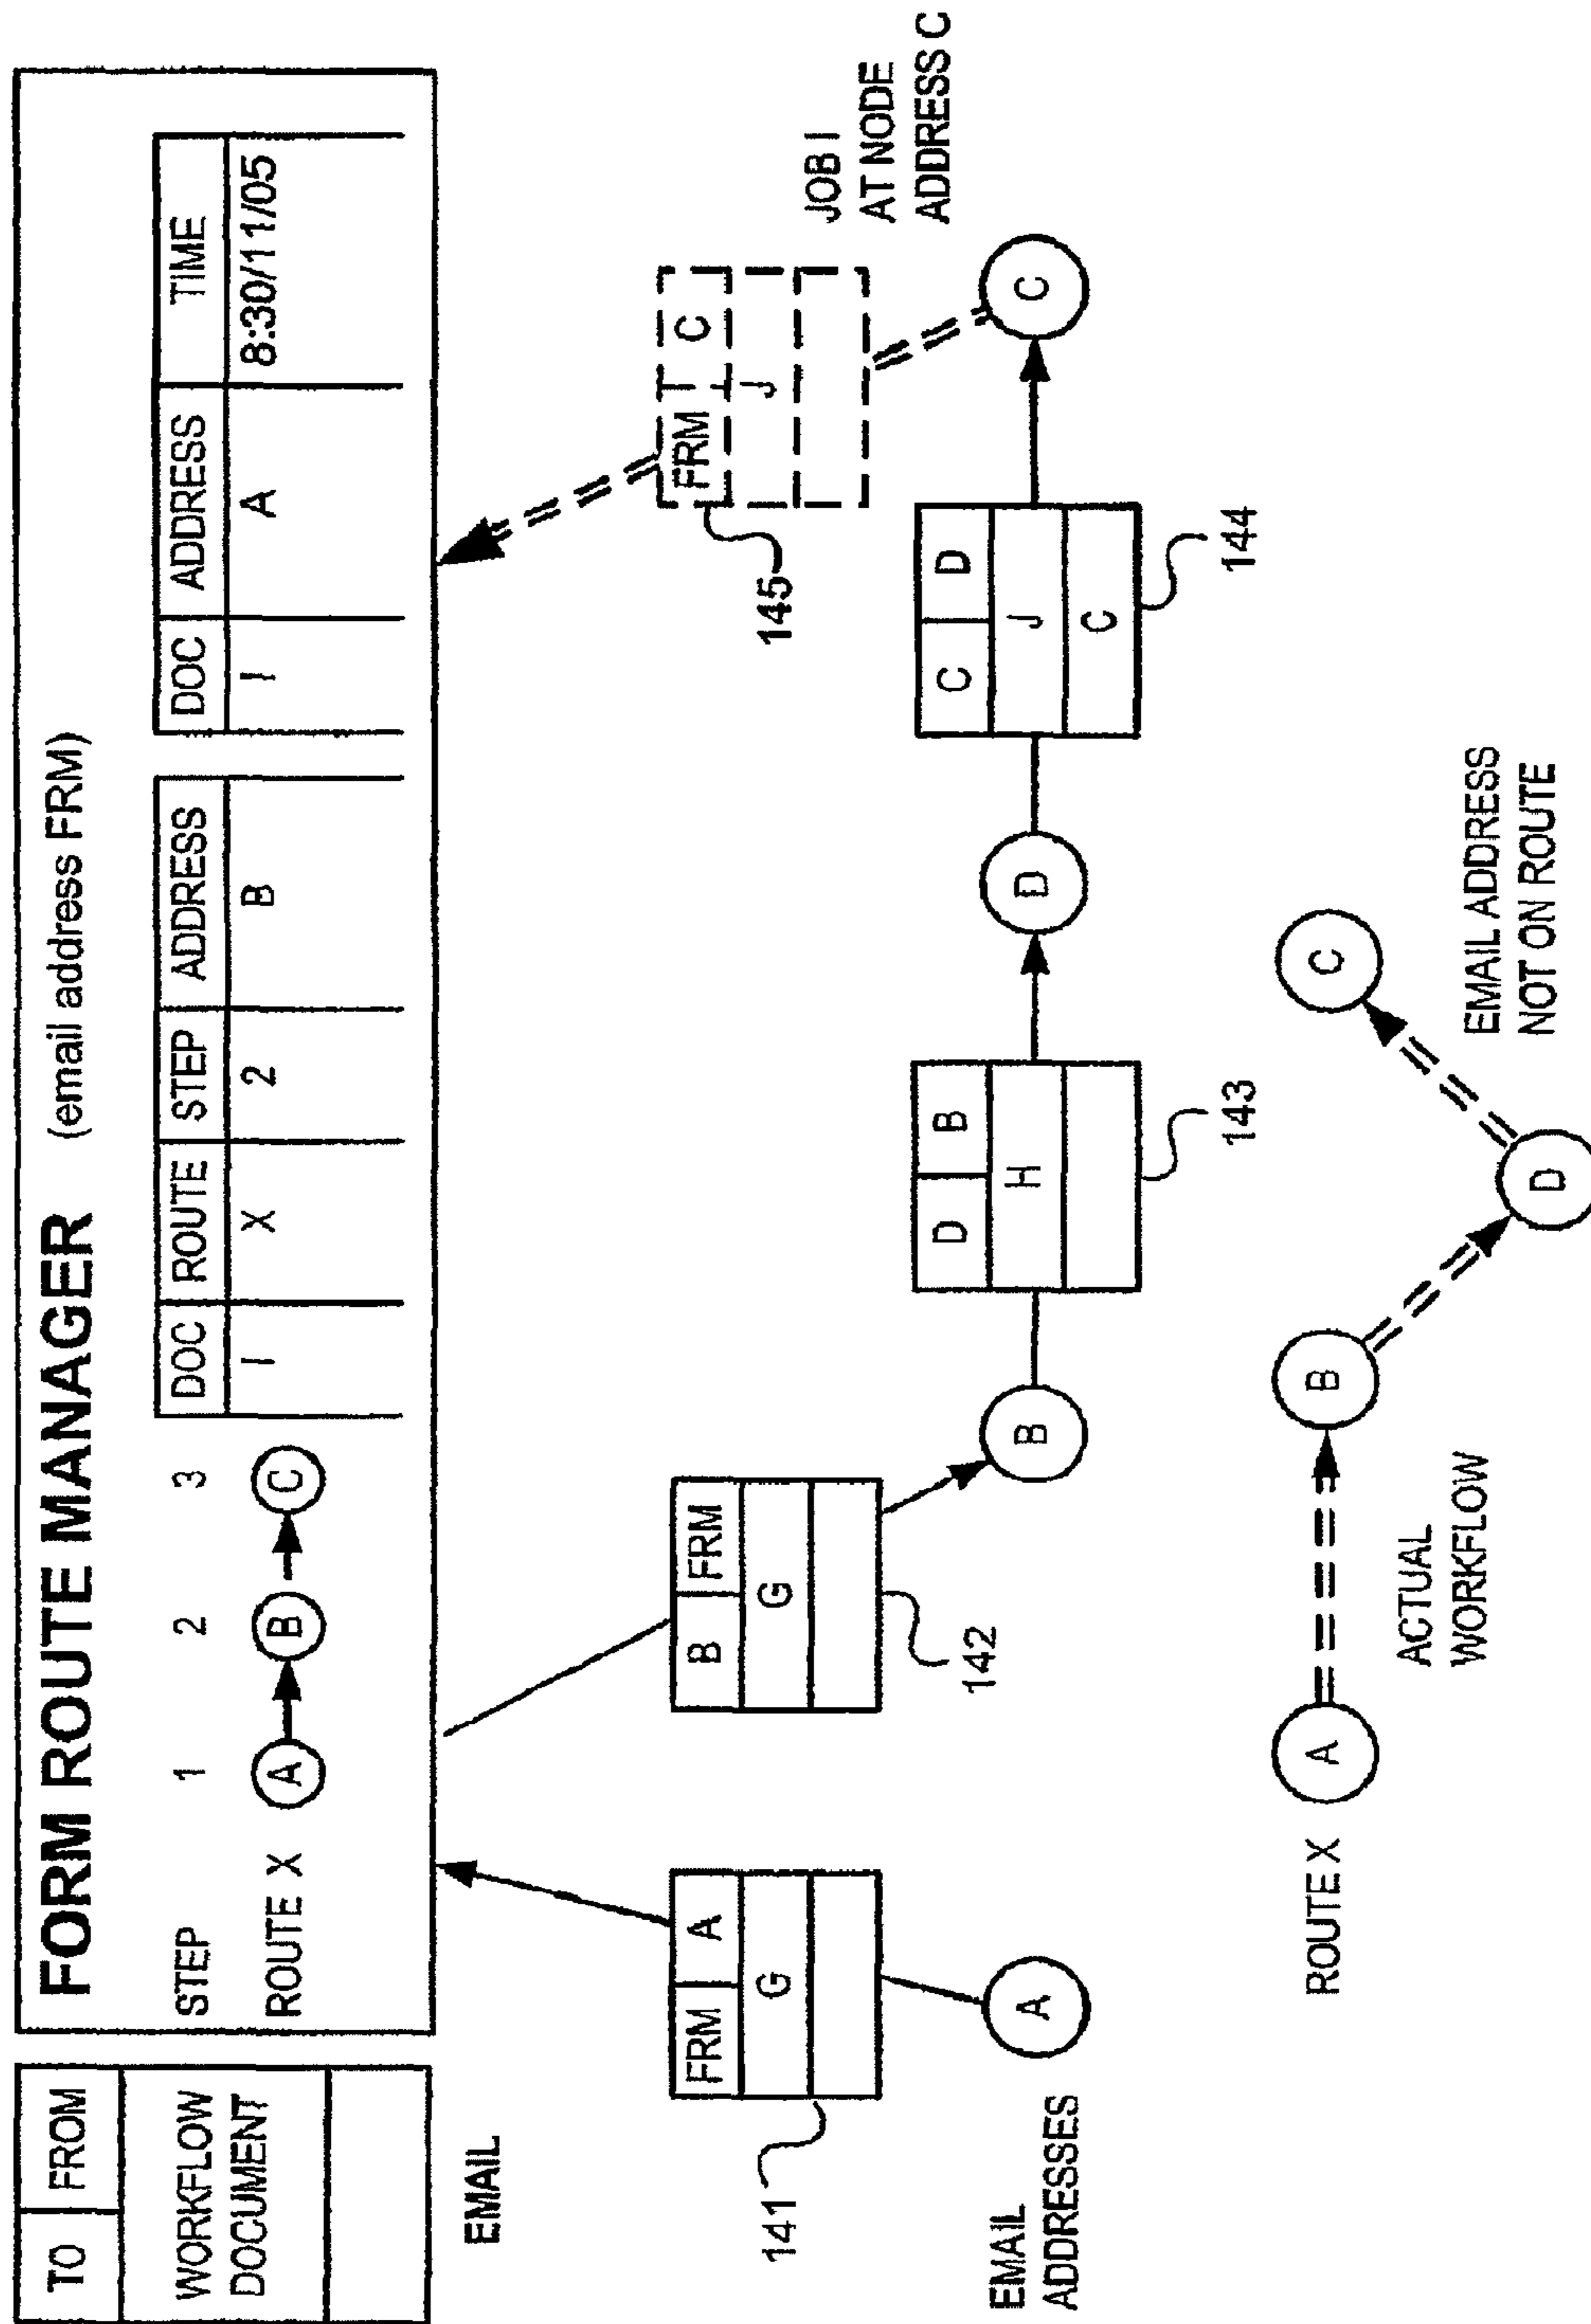 TO FROM
WORKFLOW
DOCUMENT
EMAIL
FORM ROUTE MANAGER (email address FRM)
STEP 1 2 3
ROUTE X A B C
DOC ROUTE STEP ADDRESS
I X 2 B
DOC ADDRESS TIME
I A 8:30/11/05
FRM A
G
141
B FRM
G
142
FRM C
J
145
JOB I
AT NODE
ADDRESS C
EMAIL
ADDRESSES
A
B
D B
H
143
D
C D
J
C
144
C
ROUTE X A B D C
ACTUAL
WORKFLOW
EMAIL ADDRESS
NOT ON ROUTE